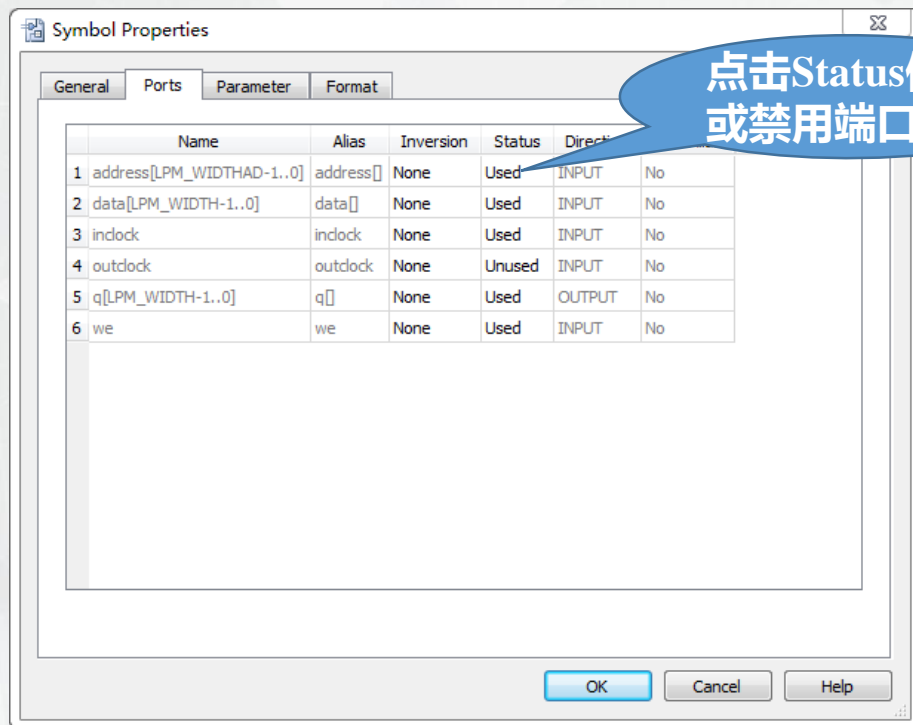 Symbol Properties
点击Status
或禁用端口
General Ports Parameter Format
Name Alias Inversion Status
1 address[LPM_WIDTHAD-1..0] address[] None Used INPUT No
2 data[LPM_WIDTH-1..0] data[] None Used INPUT No
3 inclock inclock None Used INPUT No
4 outclock outclock None Unused INPUT No
5 q[LPM_WIDTH-1..0] q[] None Used OUTPUT No
6 we we None Used INPUT No
OK Cancel Help